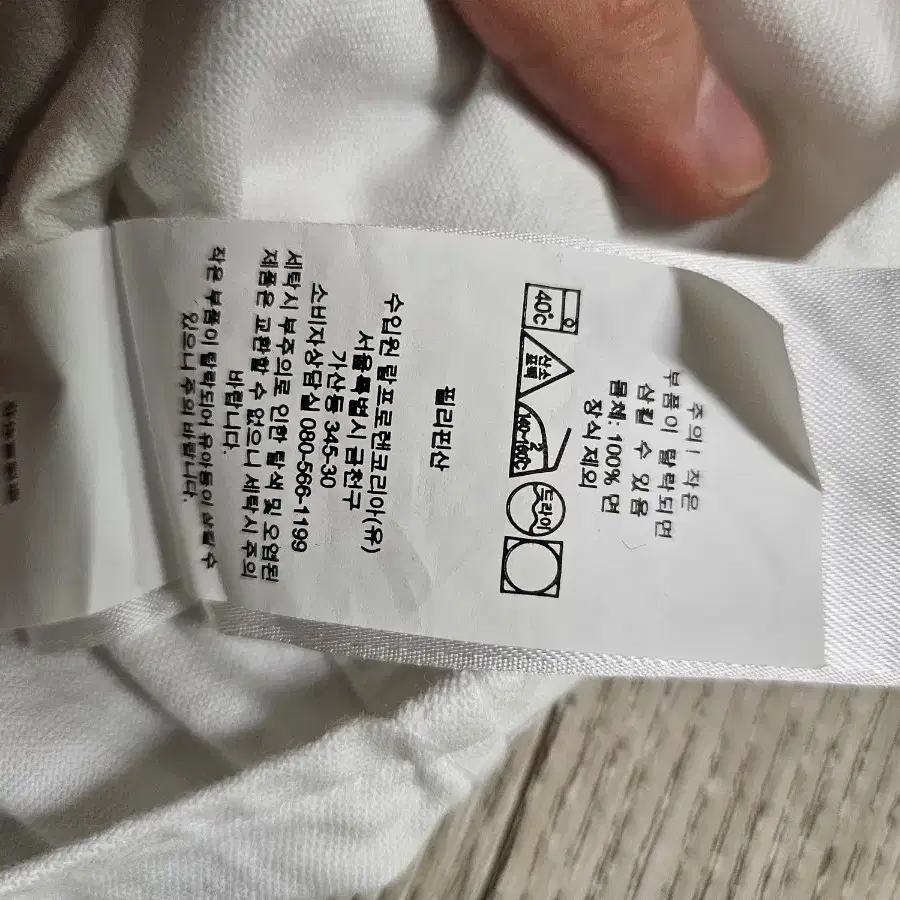 주의! 작은
부품이 탈락되면
삼킬 수 있음
몸체: 100% 면
장식 제외
40℃
산소
표백
2
140~160℃
드라이
필리핀산
수입원 랄프로렌코리아(유)
서울특별시 금천구
가산동 345-30
소비자상담실 080-566-1199
세탁시 부주의로 인한 탈색 및 오염된
제품은 교환할 수 없으니 세탁시 주의
바랍니다.
작은 부품이 탈락되어 유아들이 삼킬 수
있으니 주의 바랍니다.